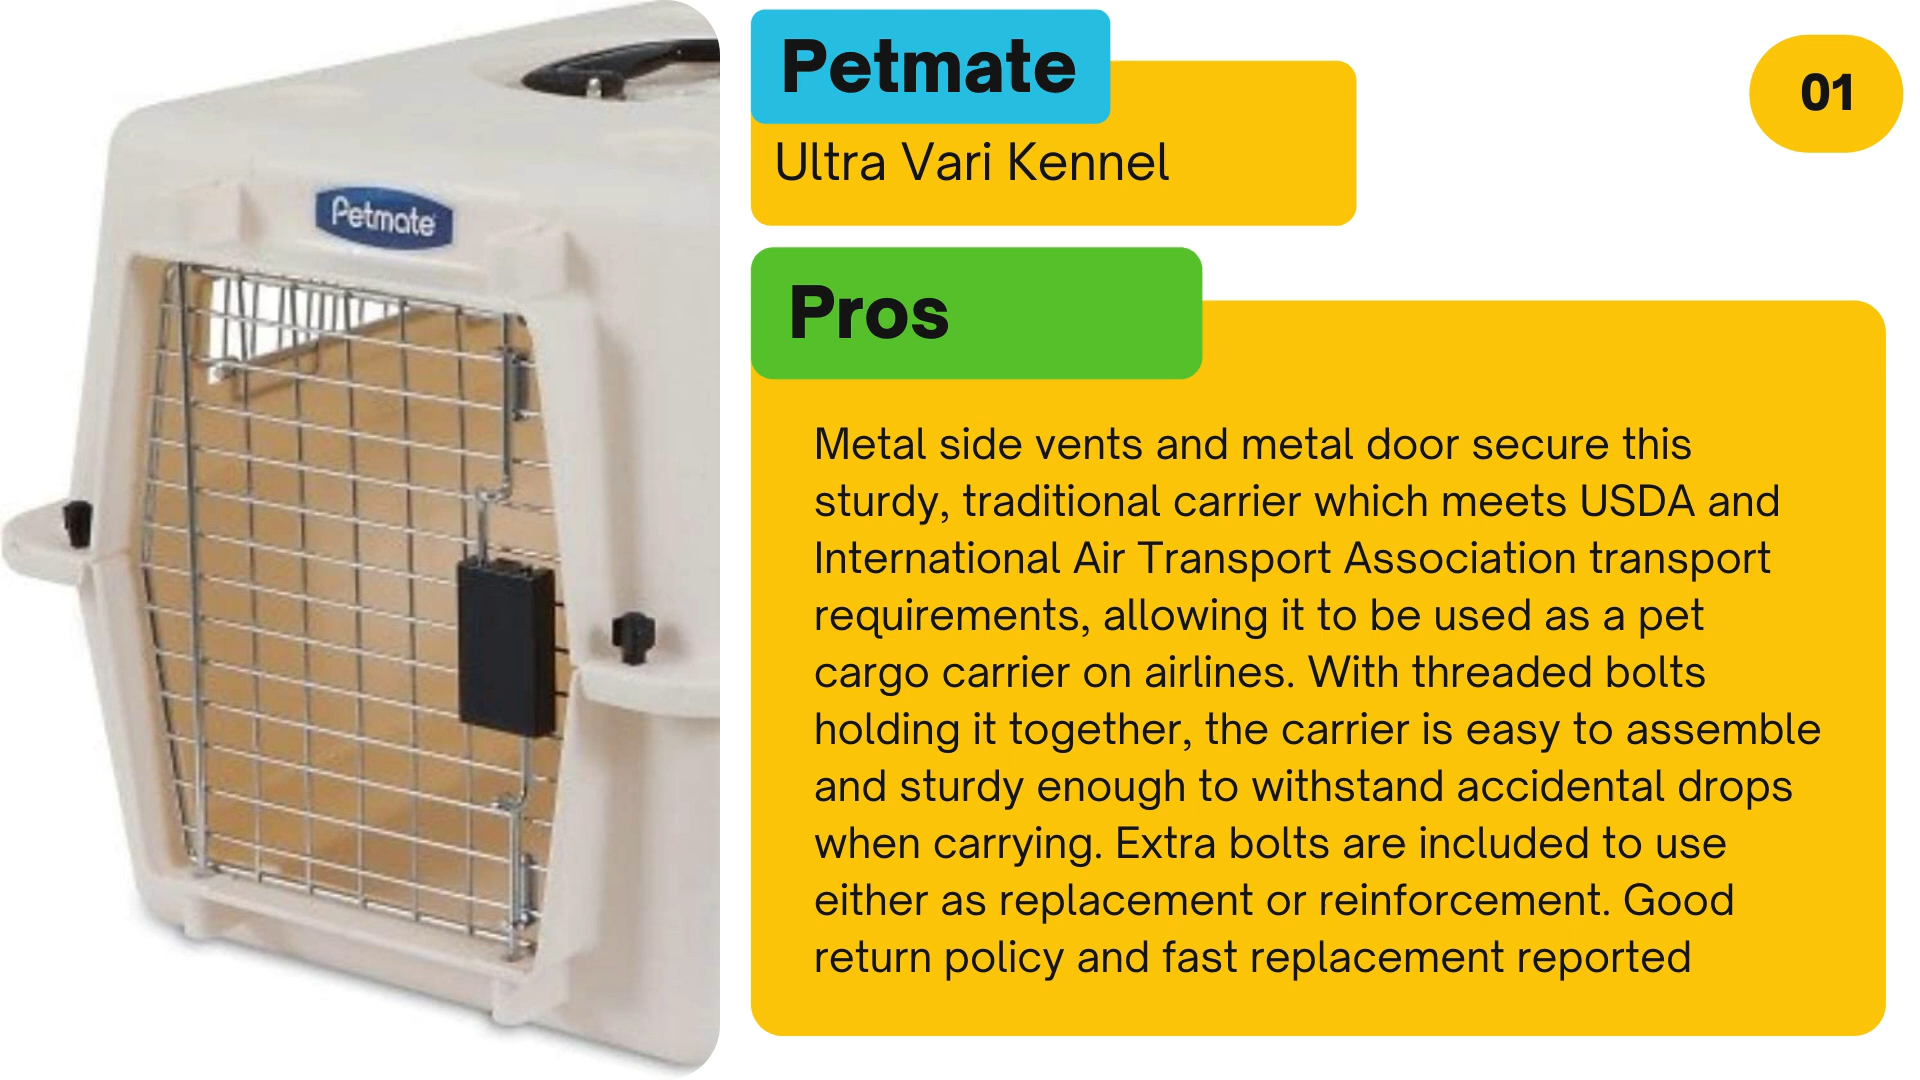 Petmate
Petmate
Ultra Vari Kennel
01
Pros
Metal side vents and metal door secure this
sturdy, traditional carrier which meets USDA and
International Air Transport Association transport
requirements, allowing it to be used as a pet
cargo carrier on airlines. With threaded bolts
holding it together, the carrier is easy to assemble
and sturdy enough to withstand accidental drops
when carrying. Extra bolts are included to use
either as replacement or reinforcement. Good
return policy and fast replacement reported